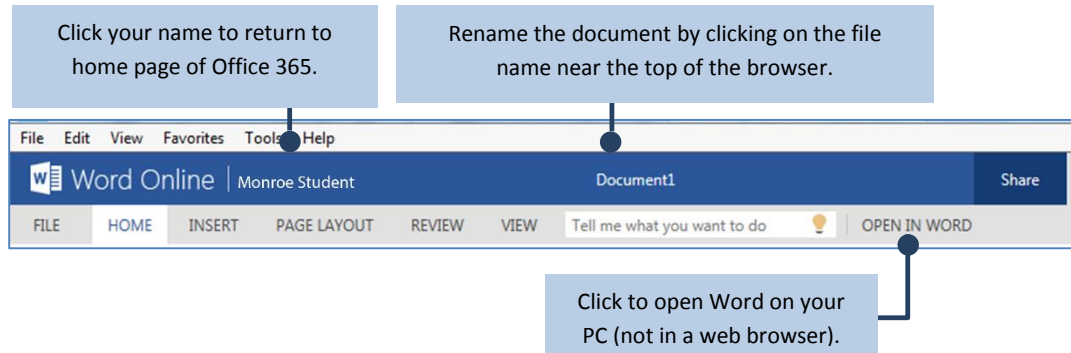 Click your name to return to
home page of Office 365.
Rename the document by clicking on the file
name near the top of the browser.
File Edit View Favorites Tools Help
Word Online | Monroe Student Document1 Share
FILE HOME INSERT PAGE LAYOUT REVIEW VIEW Tell me what you want to do OPEN IN WORD
Click to open Word on your
PC (not in a web browser).